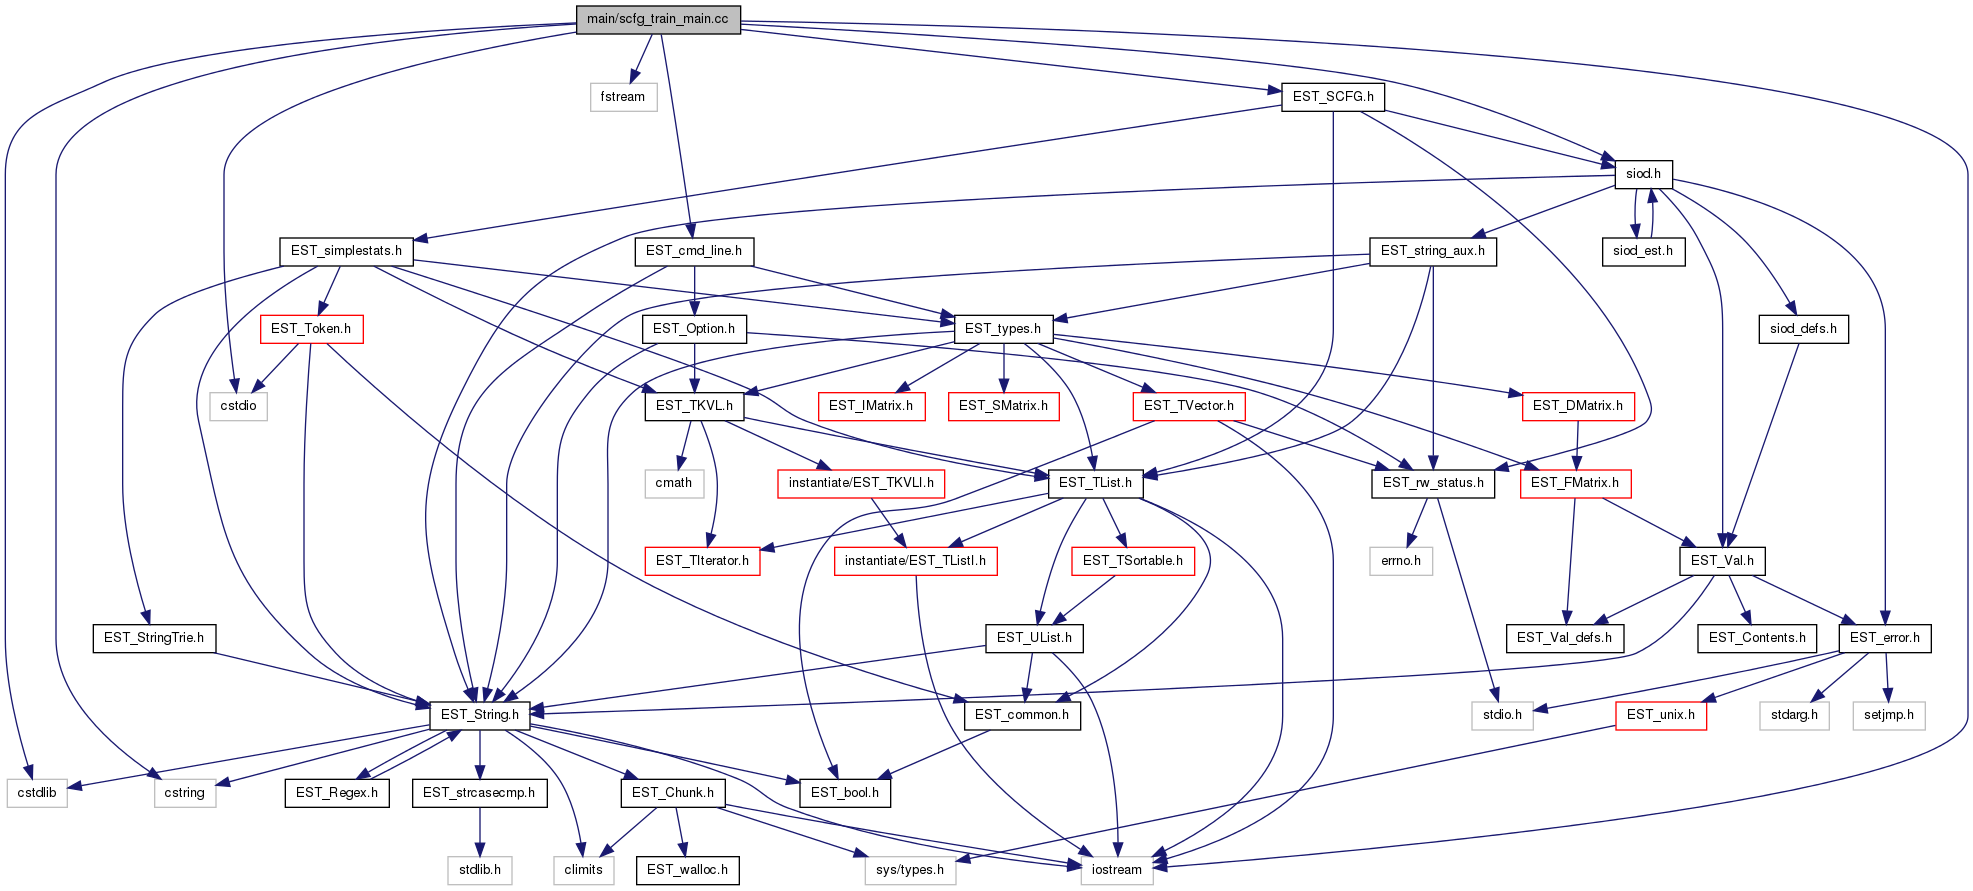 main/scfg_train_main.cc
fstream
EST_SCFG.h
siod.h
EST_simplestats.h
EST_cmd_line.h
EST_string_aux.h
siod_est.h
EST_Token.h
EST_Option.h
EST_types.h
siod_defs.h
cstdio
EST_TKVL.h
EST_IMatrix.h
EST_SMatrix.h
EST_TVector.h
EST_DMatrix.h
cmath
instantiate/EST_TKVLI.h
EST_TList.h
EST_rw_status.h
EST_FMatrix.h
EST_TIterator.h
instantiate/EST_TListI.h
EST_TSortable.h
errno.h
EST_Val.h
EST_StringTrie.h
EST_UList.h
EST_Val_defs.h
EST_Contents.h
EST_error.h
EST_String.h
EST_common.h
stdio.h
EST_unix.h
stdarg.h
setjmp.h
cstdlib
cstring
EST_Regex.h
EST_strcasecmp.h
EST_Chunk.h
EST_bool.h
stdlib.h
climits
EST_walloc.h
sys/types.h
iostream